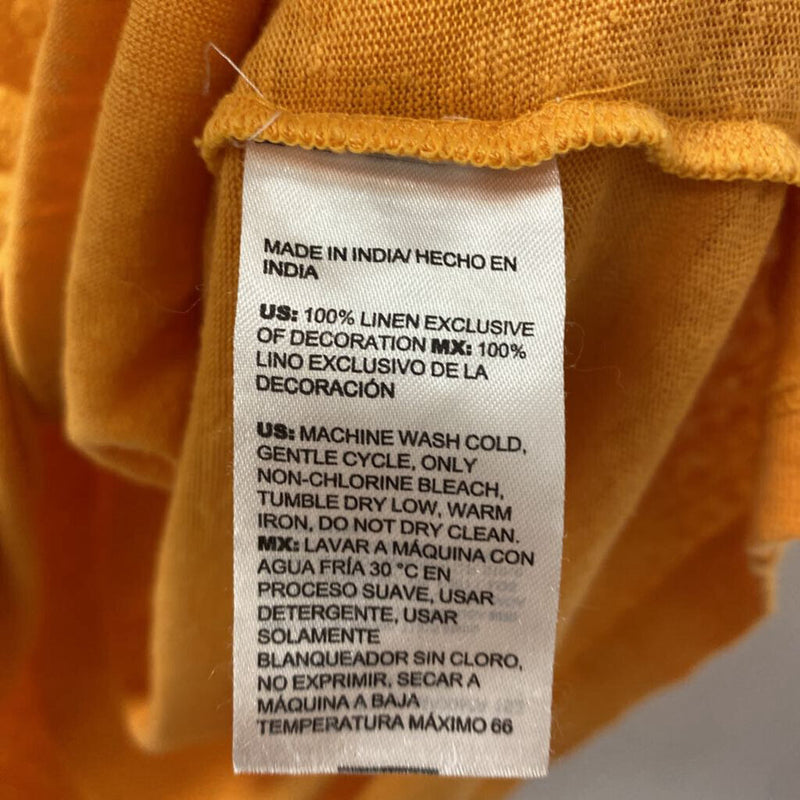 MADE IN INDIA/ HECHO EN
INDIA
US: 100% LINEN EXCLUSIVE
OF DECORATION MX: 100%
LINO EXCLUSIVO DE LA
DECORACIÓN
US: MACHINE WASH COLD,
GENTLE CYCLE, ONLY
NON-CHLORINE BLEACH,
TUMBLE DRY LOW, WARM
IRON, DO NOT DRY CLEAN.
MX: LAVAR A MÁQUINA CON
AGUA FRÍA 30 °C EN
PROCESO SUAVE, USAR
DETERGENTE, USAR
SOLAMENTE
BLANQUEADOR SIN CLORO,
NO EXPRIMIR, SECAR A
MÁQUINA A BAJA
TEMPERATURA MÁXIMO 66